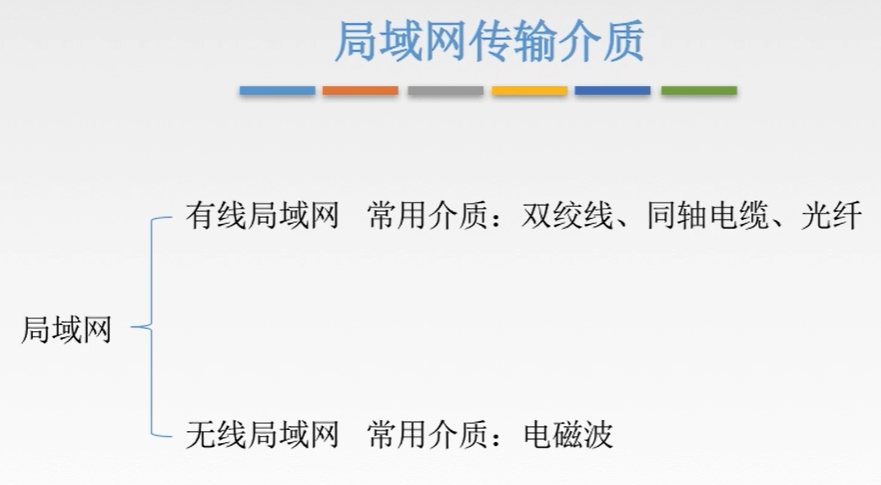 局域网传输介质
有线局域网 常用介质：双绞线、同轴电缆、光纤
局域网
无线局域网 常用介质：电磁波